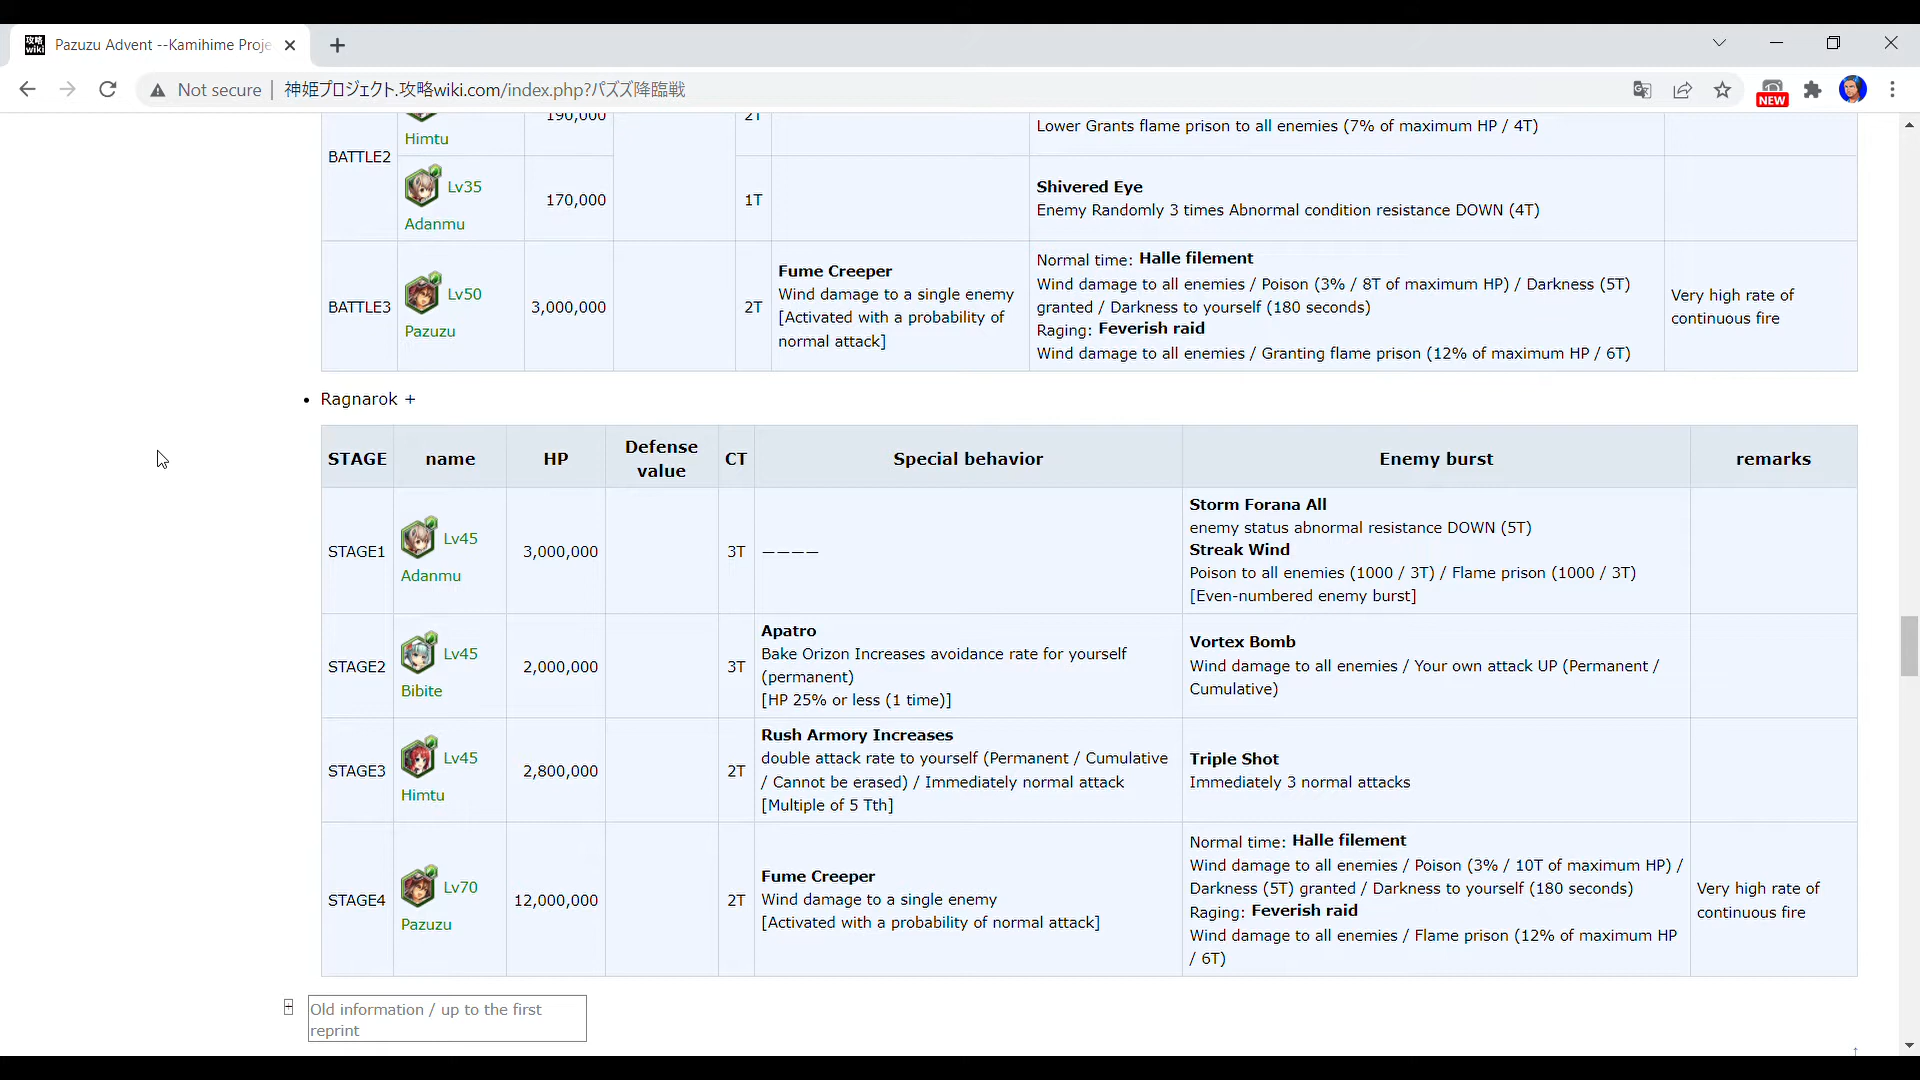 攻略
wiki
Pazuzu Advent --Kamihime Proje
Not secure
神姫プロジェクト.攻略wiki.com/index.php?パズズ降臨戦
NEW
BATTLE2
Himtu
190,000
2T
Lower Grants flame prison to all enemies (7% of maximum HP / 4T)
Lv35
Adanmu
170,000
1T
Shivered Eye
Enemy Randomly 3 times Abnormal condition resistance DOWN (4T)
BATTLE3
Lv50
Pazuzu
3,000,000
2T
Fume Creeper
Wind damage to a single enemy
[Activated with a probability of
normal attack]
Normal time: Halle filement
Wind damage to all enemies / Poison (3% / 8T of maximum HP) / Darkness (5T)
granted / Darkness to yourself (180 seconds)
Raging: Feverish raid
Wind damage to all enemies / Granting flame prison (12% of maximum HP / 6T)
Very high rate of
continuous fire
• Ragnarok +
STAGE
name
HP
Defense
value
CT
Special behavior
Enemy burst
remarks
STAGE1
Lv45
Adanmu
3,000,000
3T
————
Storm Forana All
enemy status abnormal resistance DOWN (5T)
Streak Wind
Poison to all enemies (1000 / 3T) / Flame prison (1000 / 3T)
[Even-numbered enemy burst]
STAGE2
Lv45
Bibite
2,000,000
3T
Apatro
Bake Orizon Increases avoidance rate for yourself
(permanent)
[HP 25% or less (1 time)]
Vortex Bomb
Wind damage to all enemies / Your own attack UP (Permanent /
Cumulative)
STAGE3
Lv45
Himtu
2,800,000
2T
Rush Armory Increases
double attack rate to yourself (Permanent / Cumulative
/ Cannot be erased) / Immediately normal attack
[Multiple of 5 Tth]
Triple Shot
Immediately 3 normal attacks
STAGE4
Lv70
Pazuzu
12,000,000
2T
Fume Creeper
Wind damage to a single enemy
[Activated with a probability of normal attack]
Normal time: Halle filement
Wind damage to all enemies / Poison (3% / 10T of maximum HP) /
Darkness (5T) granted / Darkness to yourself (180 seconds)
Raging: Feverish raid
Wind damage to all enemies / Flame prison (12% of maximum HP
/ 6T)
Very high rate of
continuous fire
Old information / up to the first
reprint